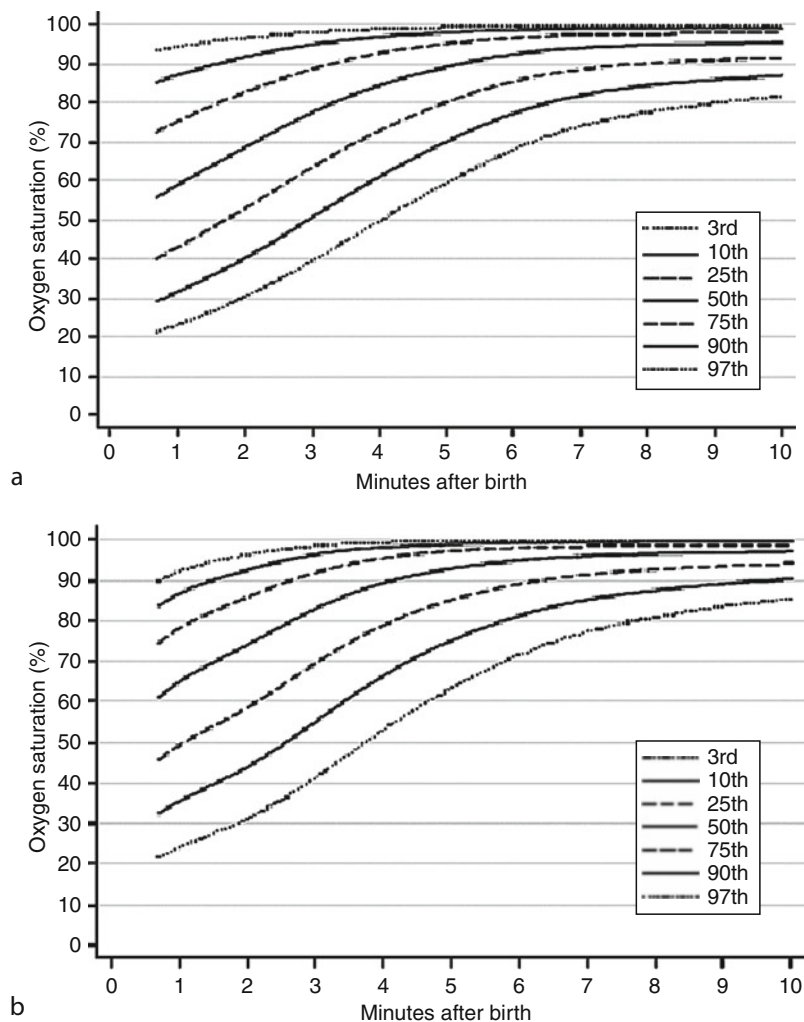 100
90
80
70
60
50
40
30
20
10
0
Oxygen saturation (%)
3rd
10th
25th
50th
75th
90th
97th
0 1 2 3 4 5 6 7 8 9 10
Minutes after birth
a
100
90
80
70
60
50
40
30
20
10
0
Oxygen saturation (%)
3rd
10th
25th
50th
75th
90th
97th
0 1 2 3 4 5 6 7 8 9 10
Minutes after birth
b